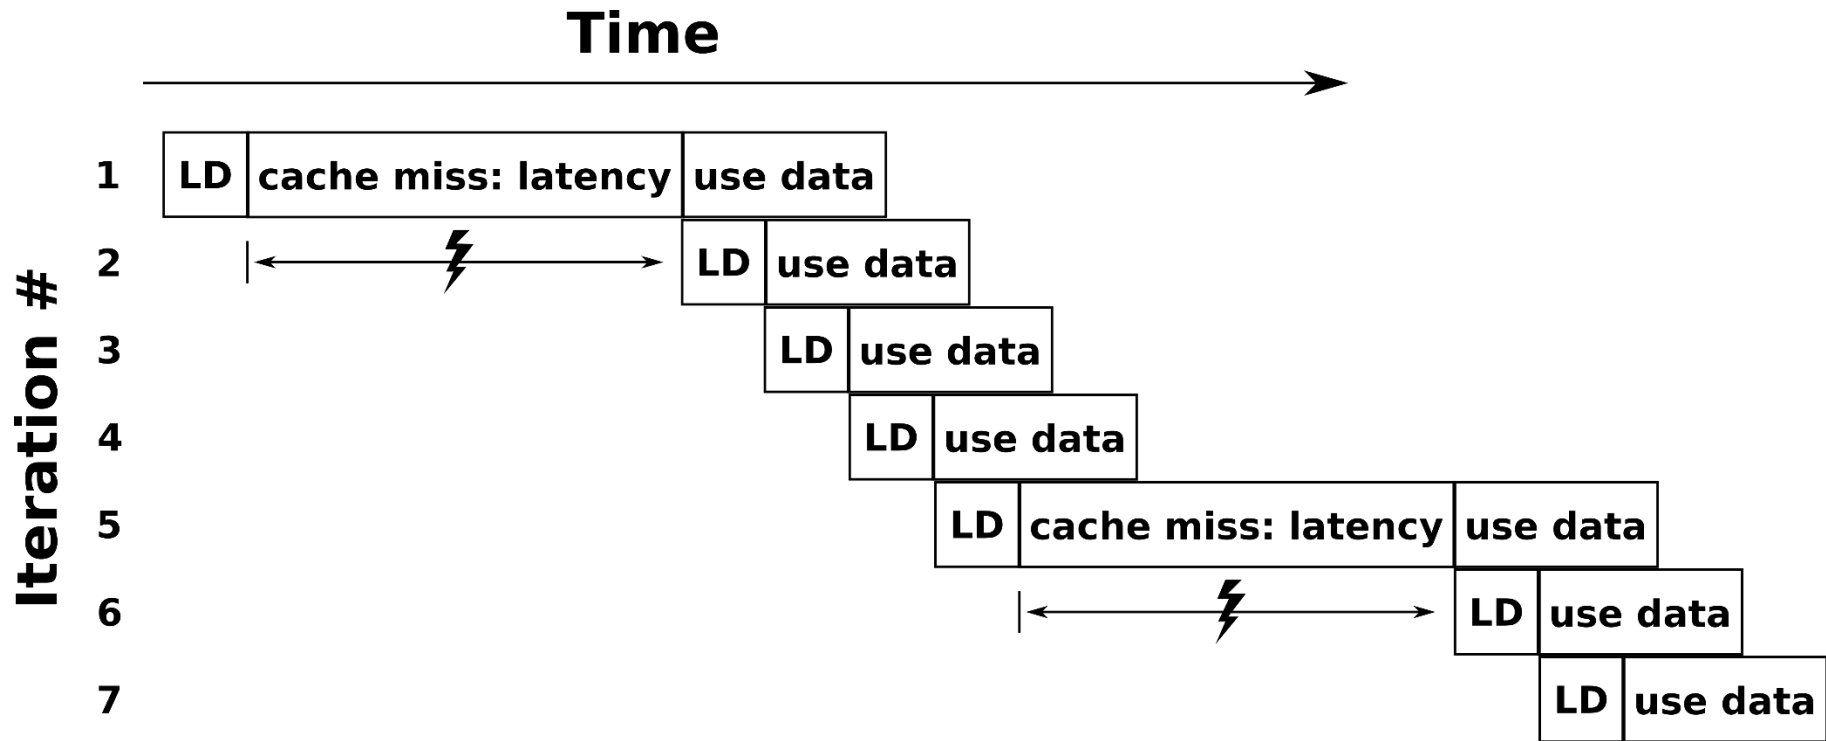 Time
Iteration #
1 LD cache miss: latency use data
2 LD use data
3 LD use data
4 LD use data
5 LD cache miss: latency use data
6 LD use data
7 LD use data